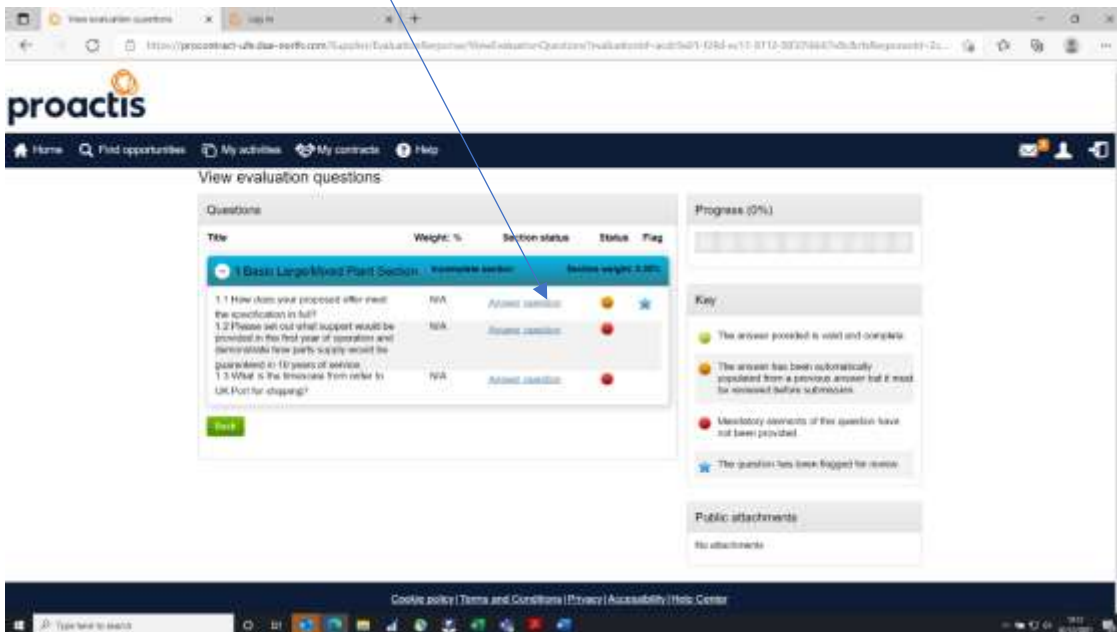 View evaluation questions
Log in
proactis
Home Find opportunities My activities My contracts Help
View evaluation questions
Questions
Title Weight: % Section status Status Flag
1 Basic Large/Mixed Plant Section Incomplete section Section weight:
1.1 How does your proposed offer meet the specification in full? N/A Answer question
1.2 Please set out what support would be provided in the first year of operation and demonstrate how parts supply would be guaranteed in 10 years of service N/A Answer question
1.3 What is the timescale from order to UK Port for shipping? N/A Answer question
Back
Progress (0%)
Key
The answer provided is valid and complete.
The answer has been automatically populated from a previous answer but it must be reviewed before submission.
Mandatory elements of this question have not been provided.
The question has been flagged for review.
Public attachments
No attachments
Cookie policy | Terms and Conditions | Privacy | Accessibility | Help Center
Type here to search